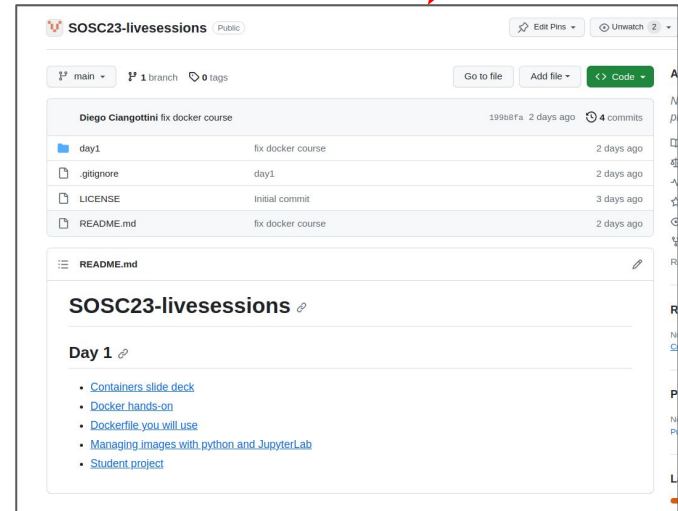 SOSC23-livesessions Public Edit Pins Unwatch 2
main 1 branch 0 tags Go to file Add file <> Code
Diego Ciangottini fix docker course 199b8fa 2 days ago 4 commits
day1 fix docker course 2 days ago
.gitignore day1 2 days ago
LICENSE Initial commit 3 days ago
README.md fix docker course 2 days ago
README.md
SOSC23-livesessions
Day 1
Containers slide deck
Docker hands-on
Dockerfile you will use
Managing images with python and JupyterLab
Student project